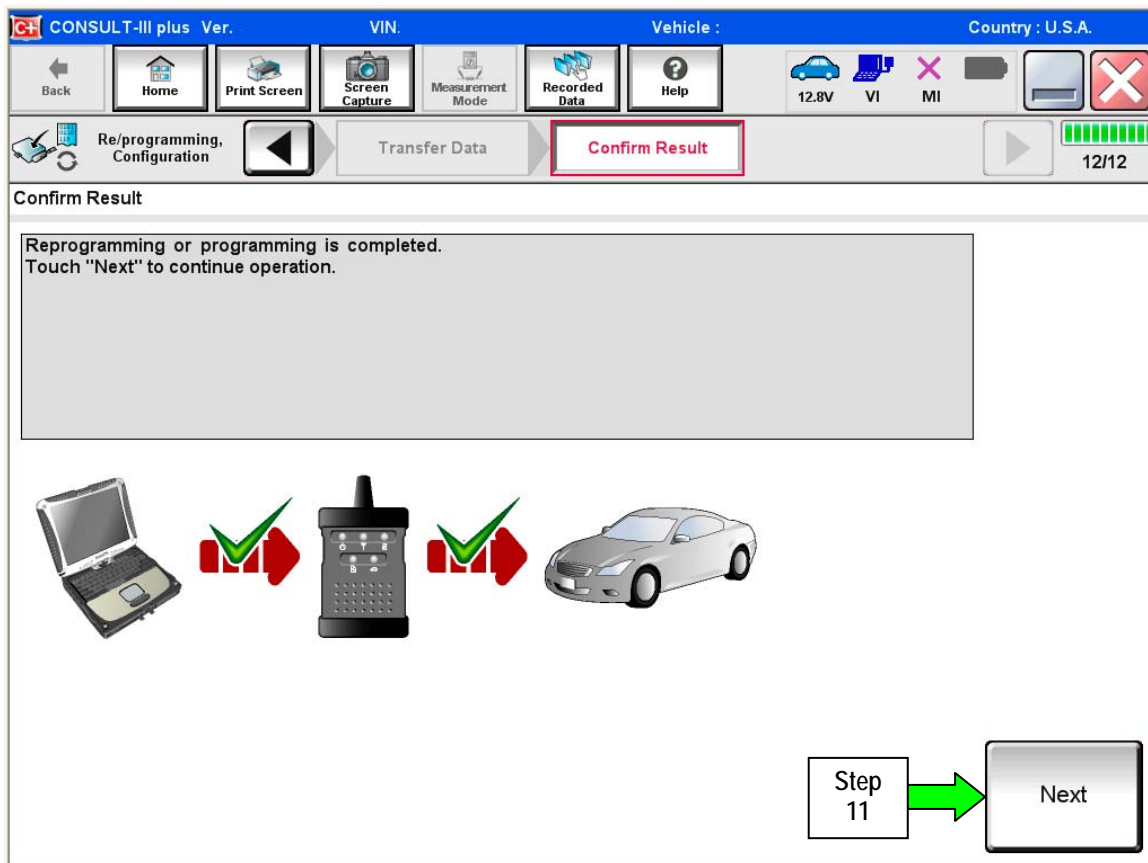 C+ CONSULT-III plus Ver. VIN: Vehicle : Country : U.S.A.
Back Home Print Screen Screen Capture Measurement Mode Recorded Data Help 12.8V VI MI
Re/programming, Configuration Transfer Data Confirm Result 12/12
Confirm Result
Reprogramming or programming is completed.
Touch "Next" to continue operation.
Step
11
Next